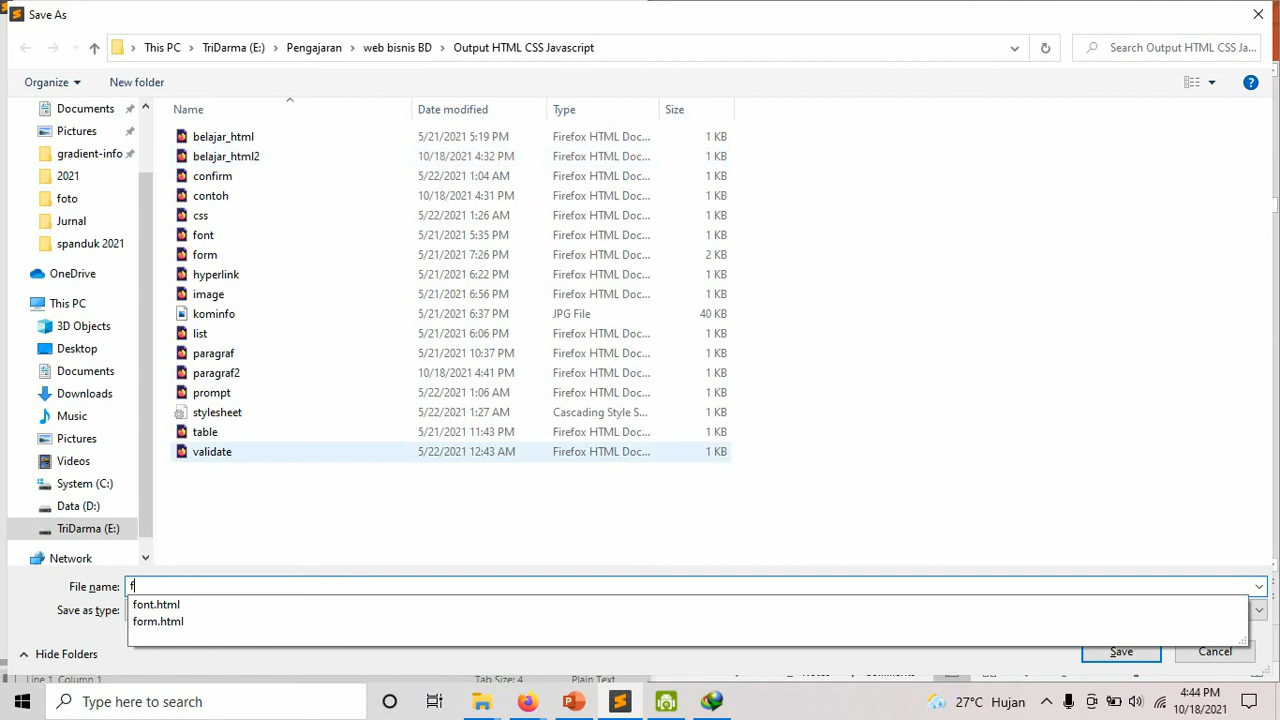 Save As
This PC > TriDarma (E:) > Pengajaran > web bisnis BD > Output HTML CSS Javascript
Search Output HTML CSS Ja...
Organize
New folder
Name Date modified Type Size
Documents
Pictures
gradient-info
2021
foto
Jurnal
spanduk 2021
OneDrive
This PC
3D Objects
Desktop
Documents
Downloads
Music
Pictures
Videos
System (C:)
Data (D:)
TriDarma (E:)
Network
belajar_html 5/21/2021 5:19 PM Firefox HTML Doc... 1 KB
belajar_html2 10/18/2021 4:32 PM Firefox HTML Doc... 1 KB
confirm 5/22/2021 1:04 AM Firefox HTML Doc... 1 KB
contoh 10/18/2021 4:31 PM Firefox HTML Doc... 1 KB
css 5/22/2021 1:26 AM Firefox HTML Doc... 1 KB
font 5/21/2021 5:35 PM Firefox HTML Doc... 1 KB
form 5/21/2021 7:26 PM Firefox HTML Doc... 2 KB
hyperlink 5/21/2021 6:22 PM Firefox HTML Doc... 1 KB
image 5/21/2021 6:56 PM Firefox HTML Doc... 1 KB
kominfo 5/21/2021 6:37 PM JPG File 40 KB
list 5/21/2021 6:06 PM Firefox HTML Doc... 1 KB
paragraf 5/21/2021 10:37 PM Firefox HTML Doc... 1 KB
paragraf2 10/18/2021 4:41 PM Firefox HTML Doc... 1 KB
prompt 5/22/2021 1:06 AM Firefox HTML Doc... 1 KB
stylesheet 5/22/2021 1:27 AM Cascading Style S... 1 KB
table 5/21/2021 11:43 PM Firefox HTML Doc... 1 KB
validate 5/22/2021 12:43 AM Firefox HTML Doc... 1 KB
File name: f
font.html
form.html
Save as type:
Hide Folders
Save
Cancel
Line 1, Column 1
Tab Size: 4
Plain Text
Type here to search
27°C Hujan
4:44 PM
10/18/2021